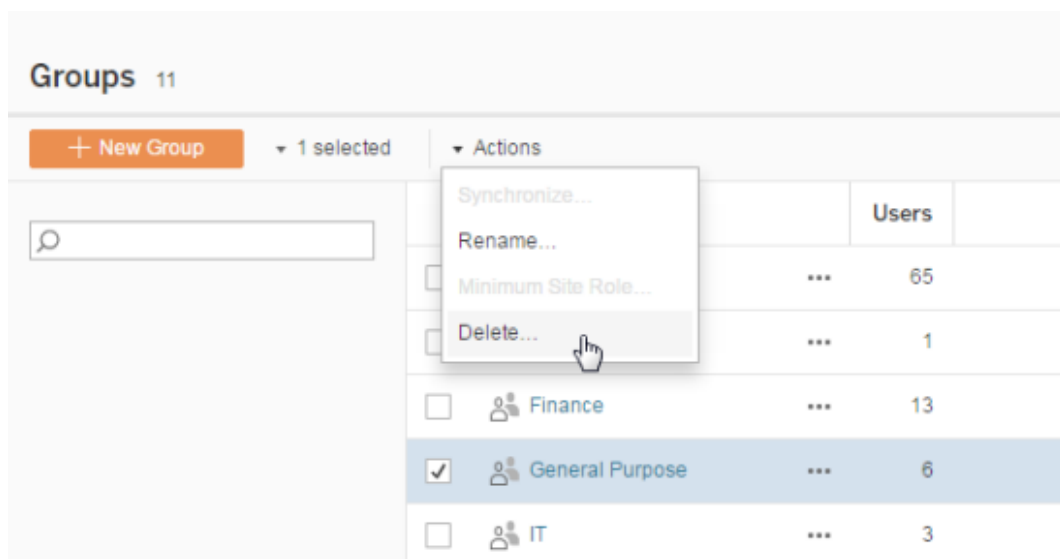 Groups 11
+ New Group
1 selected
Actions
Synchronize...
Rename...
Minimum Site Role...
Delete...
Users
••• 65
••• 1
Finance ••• 13
General Purpose ••• 6
IT ••• 3